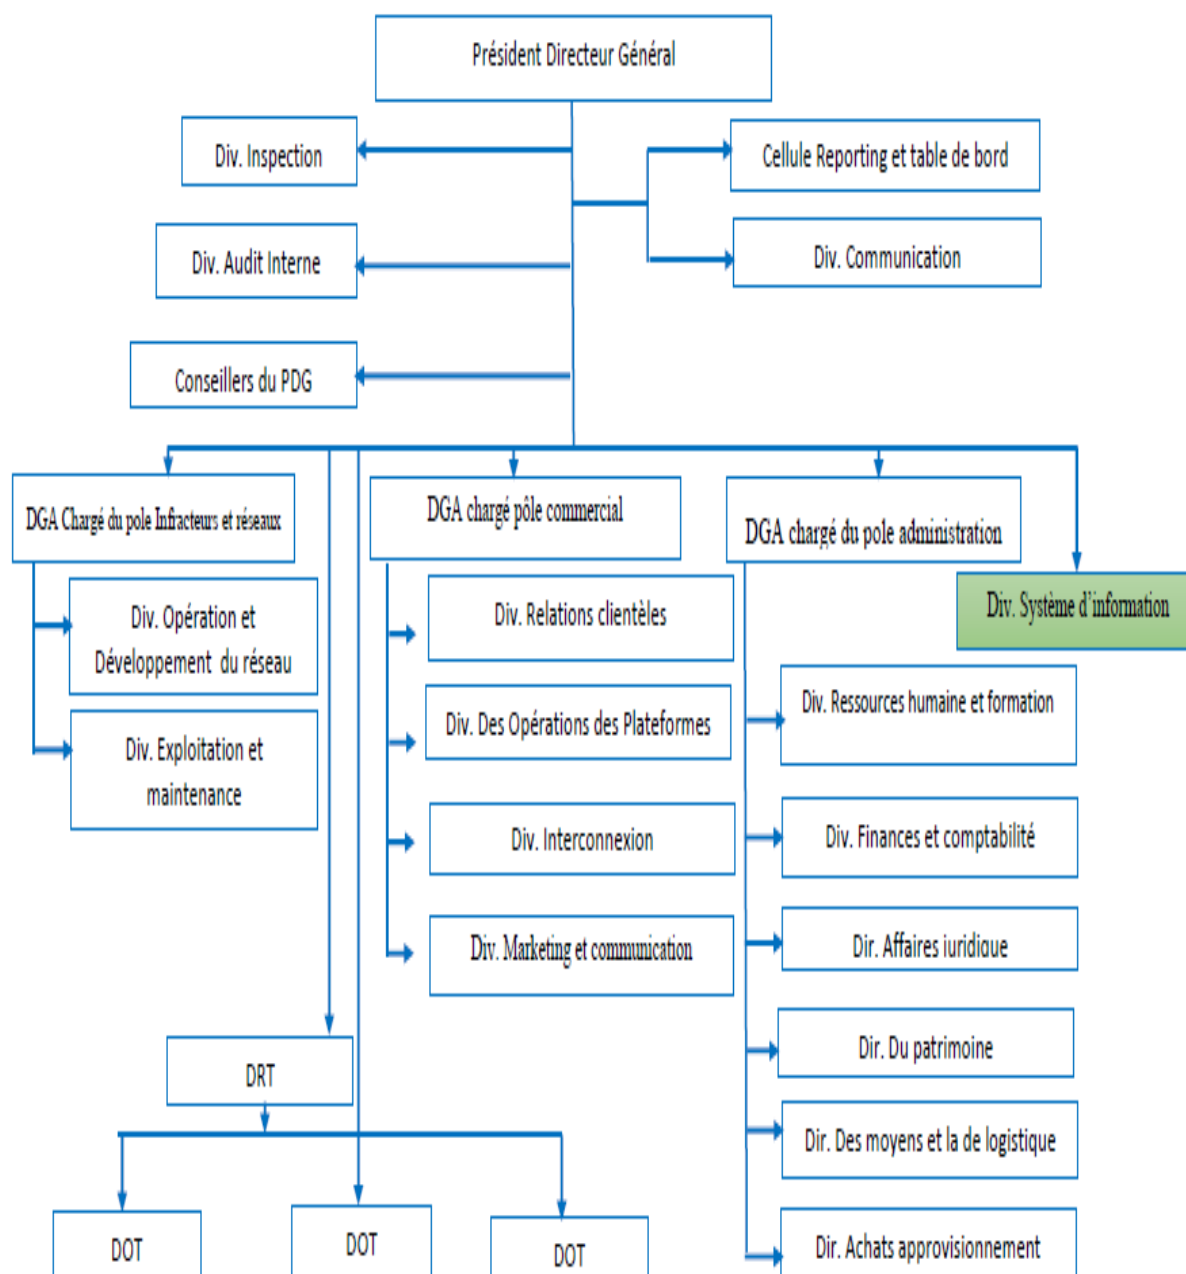 Président Directeur Général
Div. Inspection
Cellule Reporting et table de bord
Div. Audit Interne
Div. Communication
Conseillers du PDG
DGA Chargé du pole Infracteurs et réseaux
DGA chargé pôle commercial
DGA chargé du pole administration
Div. Système d'information
Div. Opération et
Développement du réseau
Div. Exploitation et
maintenance
Div. Relations clientèles
Div. Des Opérations des Plateformes
Div. Interconnexion
Div. Marketing et communication
Div. Ressources humaine et formation
Div. Finances et comptabilité
Dir. Affaires juridique
Dir. Du patrimoine
Dir. Des moyens et la de logistique
Dir. Achats approvisionnement
DRT
DOT
DOT
DOT